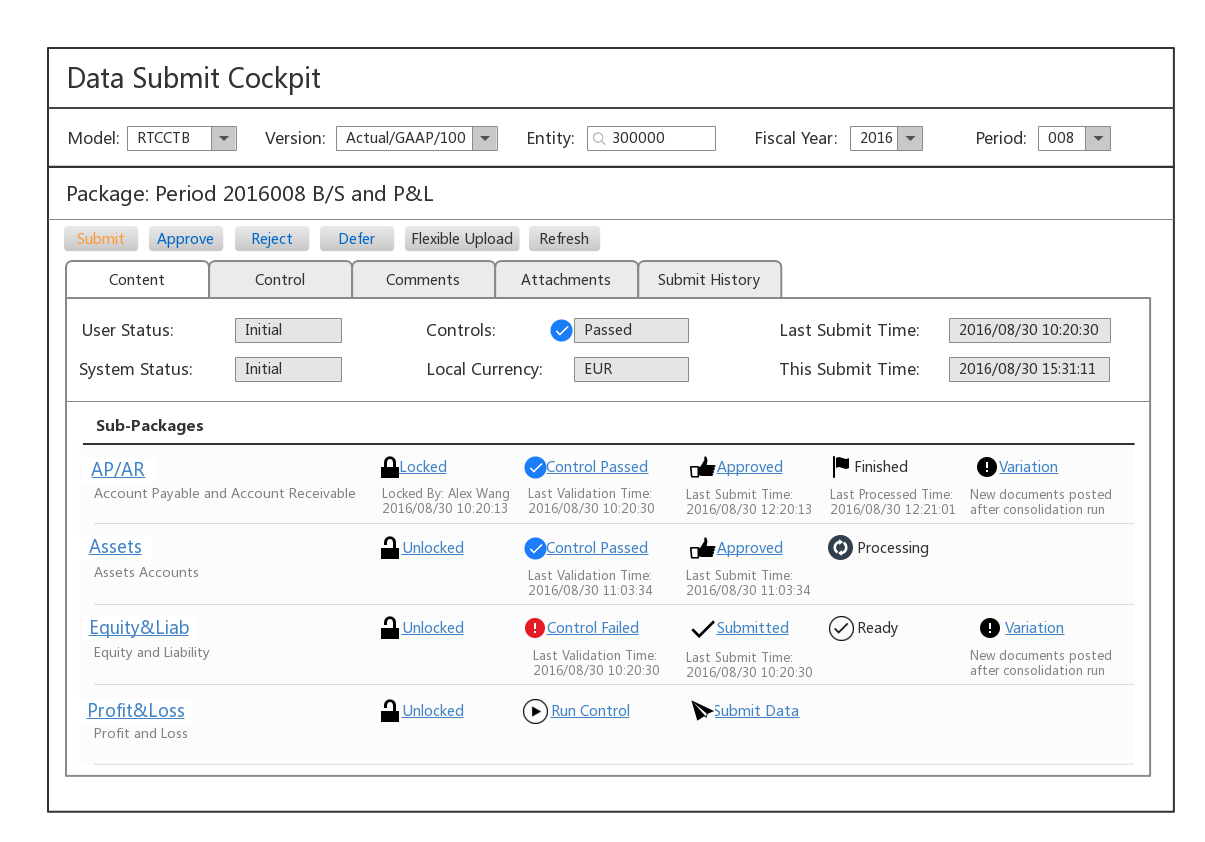 Data Submit Cockpit
Model: RTCCTB Version: Actual/GAAP/100 Entity: 300000 Fiscal Year: 2016 Period: 008
Package: Period 2016008 B/S and P&L
Submit Approve Reject Defer Flexible Upload Refresh
Content Control Comments Attachments Submit History
User Status: Initial Controls: Passed Last Submit Time: 2016/08/30 10:20:30
System Status: Initial Local Currency: EUR This Submit Time: 2016/08/30 15:31:11
Sub-Packages
AP/AR Locked Control Passed Approved Finished Variation
Account Payable and Account Receivable Locked By: Alex Wang Last Validation Time: Last Submit Time: Last Processed Time: New documents posted
2016/08/30 10:20:13 2016/08/30 10:20:30 2016/08/30 12:20:13 2016/08/30 12:21:01 after consolidation run
Assets Unlocked Control Passed Approved Processing
Assets Accounts Last Validation Time: Last Submit Time:
2016/08/30 11:03:34 2016/08/30 11:03:34
Equity&Liab Unlocked Control Failed Submitted Ready Variation
Equity and Liability Last Validation Time: Last Submit Time: New documents posted
2016/08/30 10:20:30 2016/08/30 10:20:30 after consolidation run
Profit&Loss Unlocked Run Control Submit Data
Profit and Loss